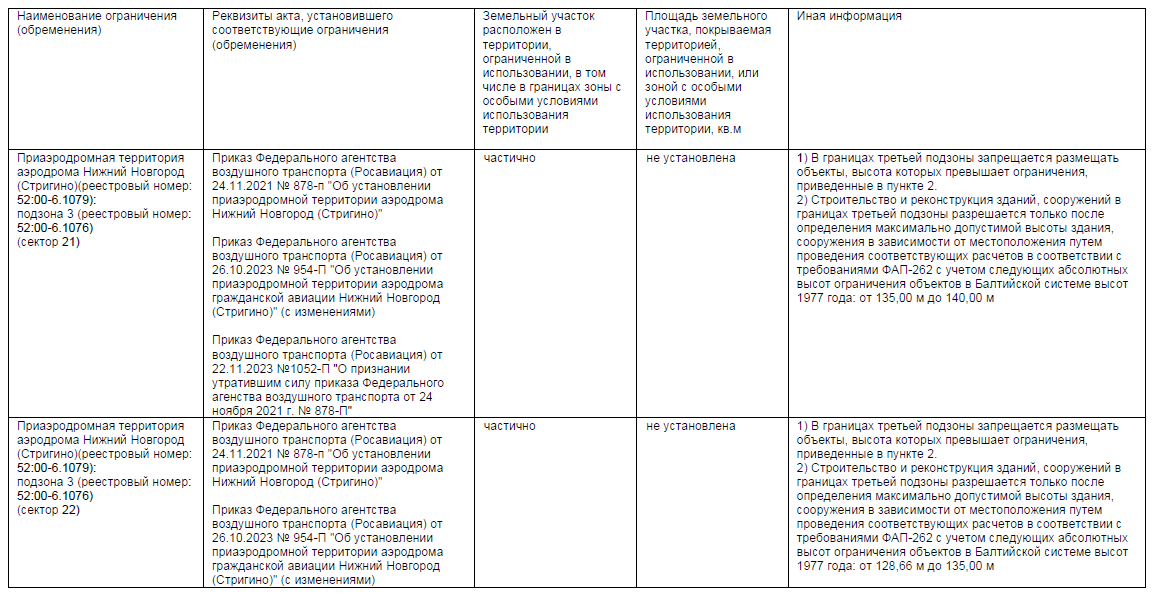 Наименование ограничения
(обременения)
Реквизиты акта, установившего
соответствующие ограничения
(обременения)
Земельный участок
расположен в
территории,
ограниченной в
использовании, в том
числе в границах зоны с
особыми условиями
использования
территории
Площадь земельного
участка, покрываемая
территорией,
ограниченной в
использовании, или
зоной с особыми
условиями
использования
территории, кв.м
Иная информация
Приаэродромная территория
аэродрома Нижний Новгород
(Стригино)(реестровый номер:
52:00-6.1079):
подзона 3 (реестровый номер:
52:00-6.1076)
(сектор 21)
Приказ Федерального агентства
воздушного транспорта (Росавиация) от
24.11.2021 № 878-п "Об установлении
приаэродромной территории аэродрома
Нижний Новгород (Стригино)"
Приказ Федерального агентства
воздушного транспорта (Росавиация) от
26.10.2023 № 954-П "Об установлении
приаэродромной территории аэродрома
гражданской авиации Нижний Новгород
(Стригино)" (с изменениями)
Приказ Федерального агентства
воздушного транспорта (Росавиация) от
22.11.2023 №1052-П "О признании
утратившим силу приказа Федерального
агенства воздушного транспорта от 24
ноября 2021 г. № 878-П"
частично
не установлена
1) В границах третьей подзоны запрещается размещать
объекты, высота которых превышает ограничения,
приведенные в пункте 2.
2) Строительство и реконструкция зданий, сооружений в
границах третьей подзоны разрешается только после
определения максимально допустимой высоты здания,
сооружения в зависимости от местоположения путем
проведения соответствующих расчетов в соответствии с
требованиями ФАП-262 с учетом следующих абсолютных
высот ограничения объектов в Балтийской системе высот
1977 года: от 135,00 м до 140,00 м
Приаэродромная территория
аэродрома Нижний Новгород
(Стригино)(реестровый номер:
52:00-6.1079):
подзона 3 (реестровый номер:
52:00-6.1076)
(сектор 22)
Приказ Федерального агентства
воздушного транспорта (Росавиация) от
24.11.2021 № 878-п "Об установлении
приаэродромной территории аэродрома
Нижний Новгород (Стригино)"
Приказ Федерального агентства
воздушного транспорта (Росавиация) от
26.10.2023 № 954-П "Об установлении
приаэродромной территории аэродрома
гражданской авиации Нижний Новгород
(Стригино)" (с изменениями)
частично
не установлена
1) В границах третьей подзоны запрещается размещать
объекты, высота которых превышает ограничения,
приведенные в пункте 2.
2) Строительство и реконструкция зданий, сооружений в
границах третьей подзоны разрешается только после
определения максимально допустимой высоты здания,
сооружения в зависимости от местоположения путем
проведения соответствующих расчетов в соответствии с
требованиями ФАП-262 с учетом следующих абсолютных
высот ограничения объектов в Балтийской системе высот
1977 года: от 128,66 м до 135,00 м